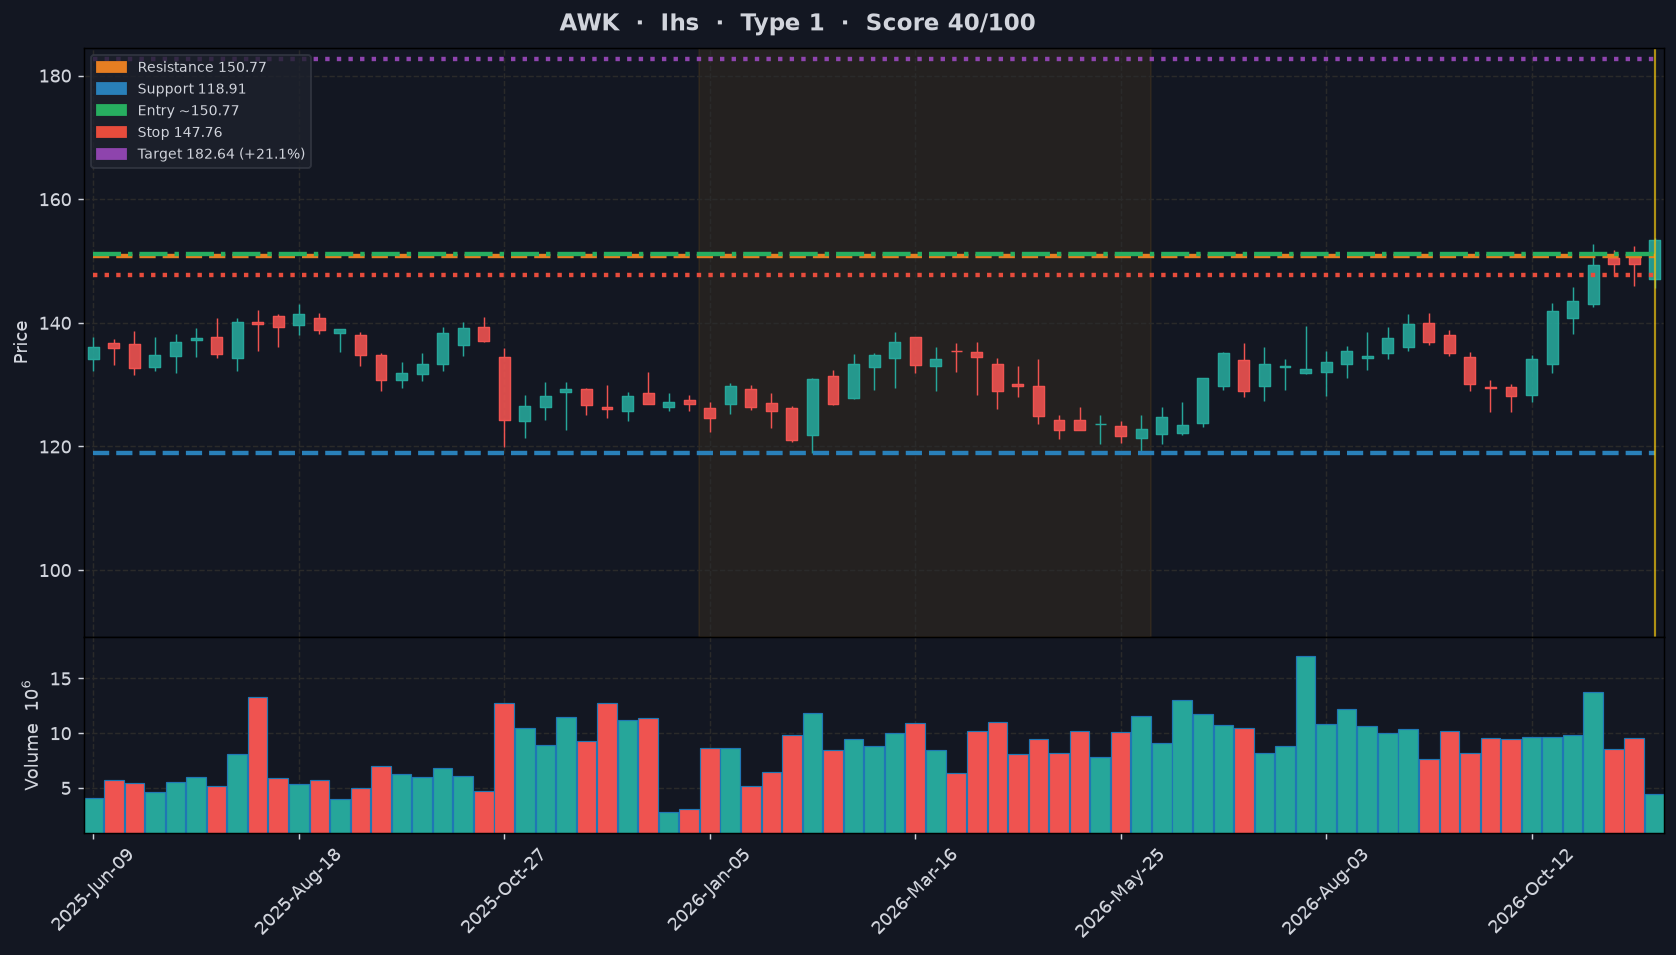 AWK · Ihs · Type 1 · Score 40/100
Resistance 150.77
Support 118.91
Entry ~150.77
Stop 147.76
Target 182.64 (+21.1%)
Price
180
160
140
120
100
Volume 10⁶
15
10
5
2025-Jun-09
2025-Aug-18
2025-Oct-27
2026-Jan-05
2026-Mar-16
2026-May-25
2026-Aug-03
2026-Oct-12